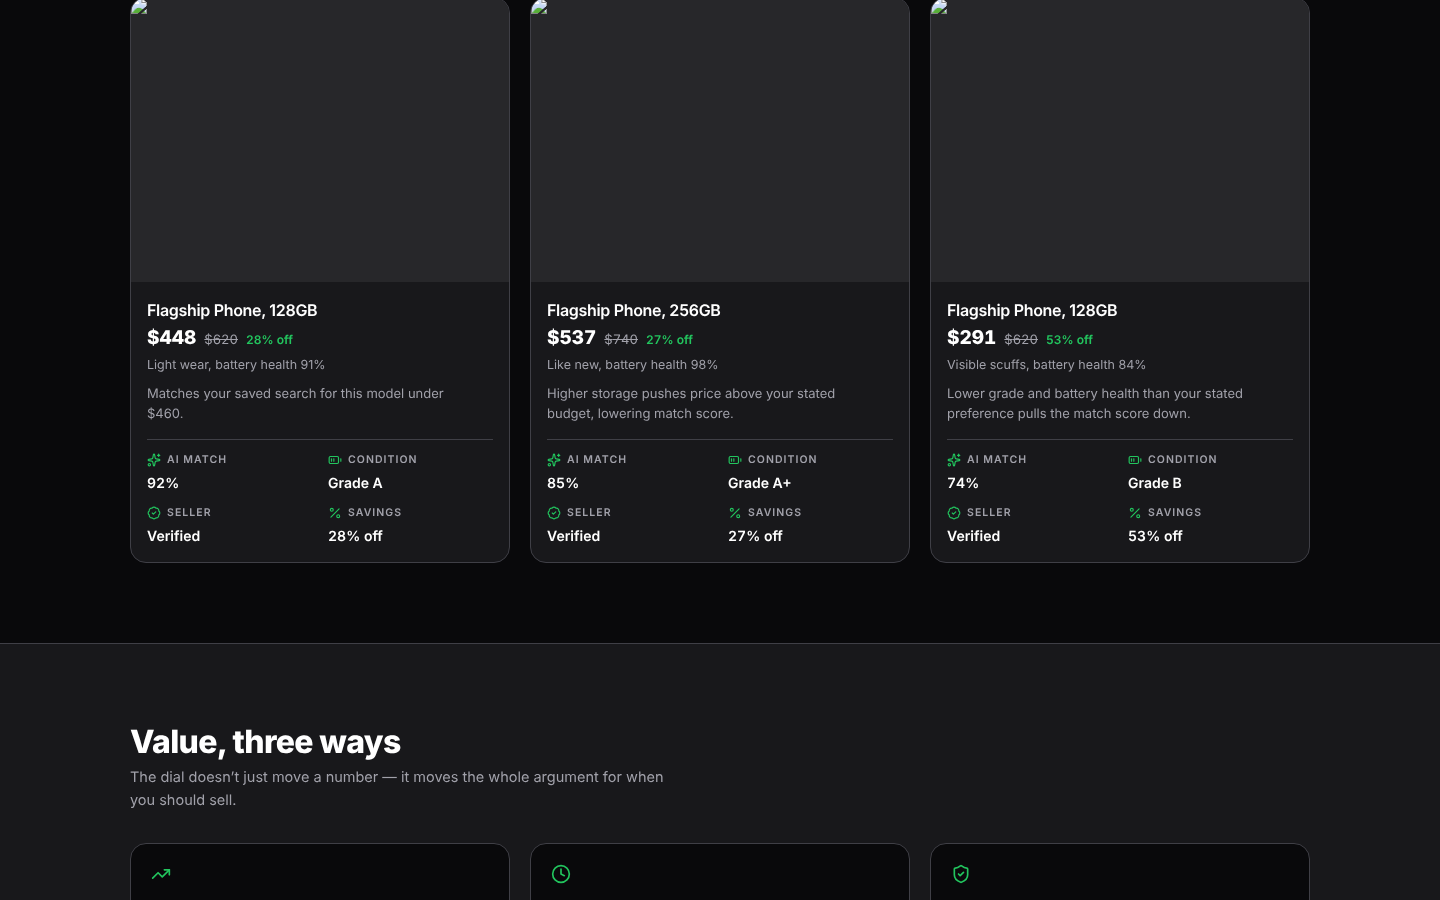 Flagship Phone, 128GB
$448 $620 28% off
Light wear, battery health 91%
Matches your saved search for this model under
$460.
AI MATCH
CONDITION
92%
Grade A
SELLER
SAVINGS
Verified
28% off
Flagship Phone, 256GB
$537 $740 27% off
Like new, battery health 98%
Higher storage pushes price above your stated
budget, lowering match score.
AI MATCH
CONDITION
85%
Grade A+
SELLER
SAVINGS
Verified
27% off
Flagship Phone, 128GB
$291 $620 53% off
Visible scuffs, battery health 84%
Lower grade and battery health than your stated
preference pulls the match score down.
AI MATCH
CONDITION
74%
Grade B
SELLER
SAVINGS
Verified
53% off
Value, three ways
The dial doesn’t just move a number — it moves the whole argument for when
you should sell.